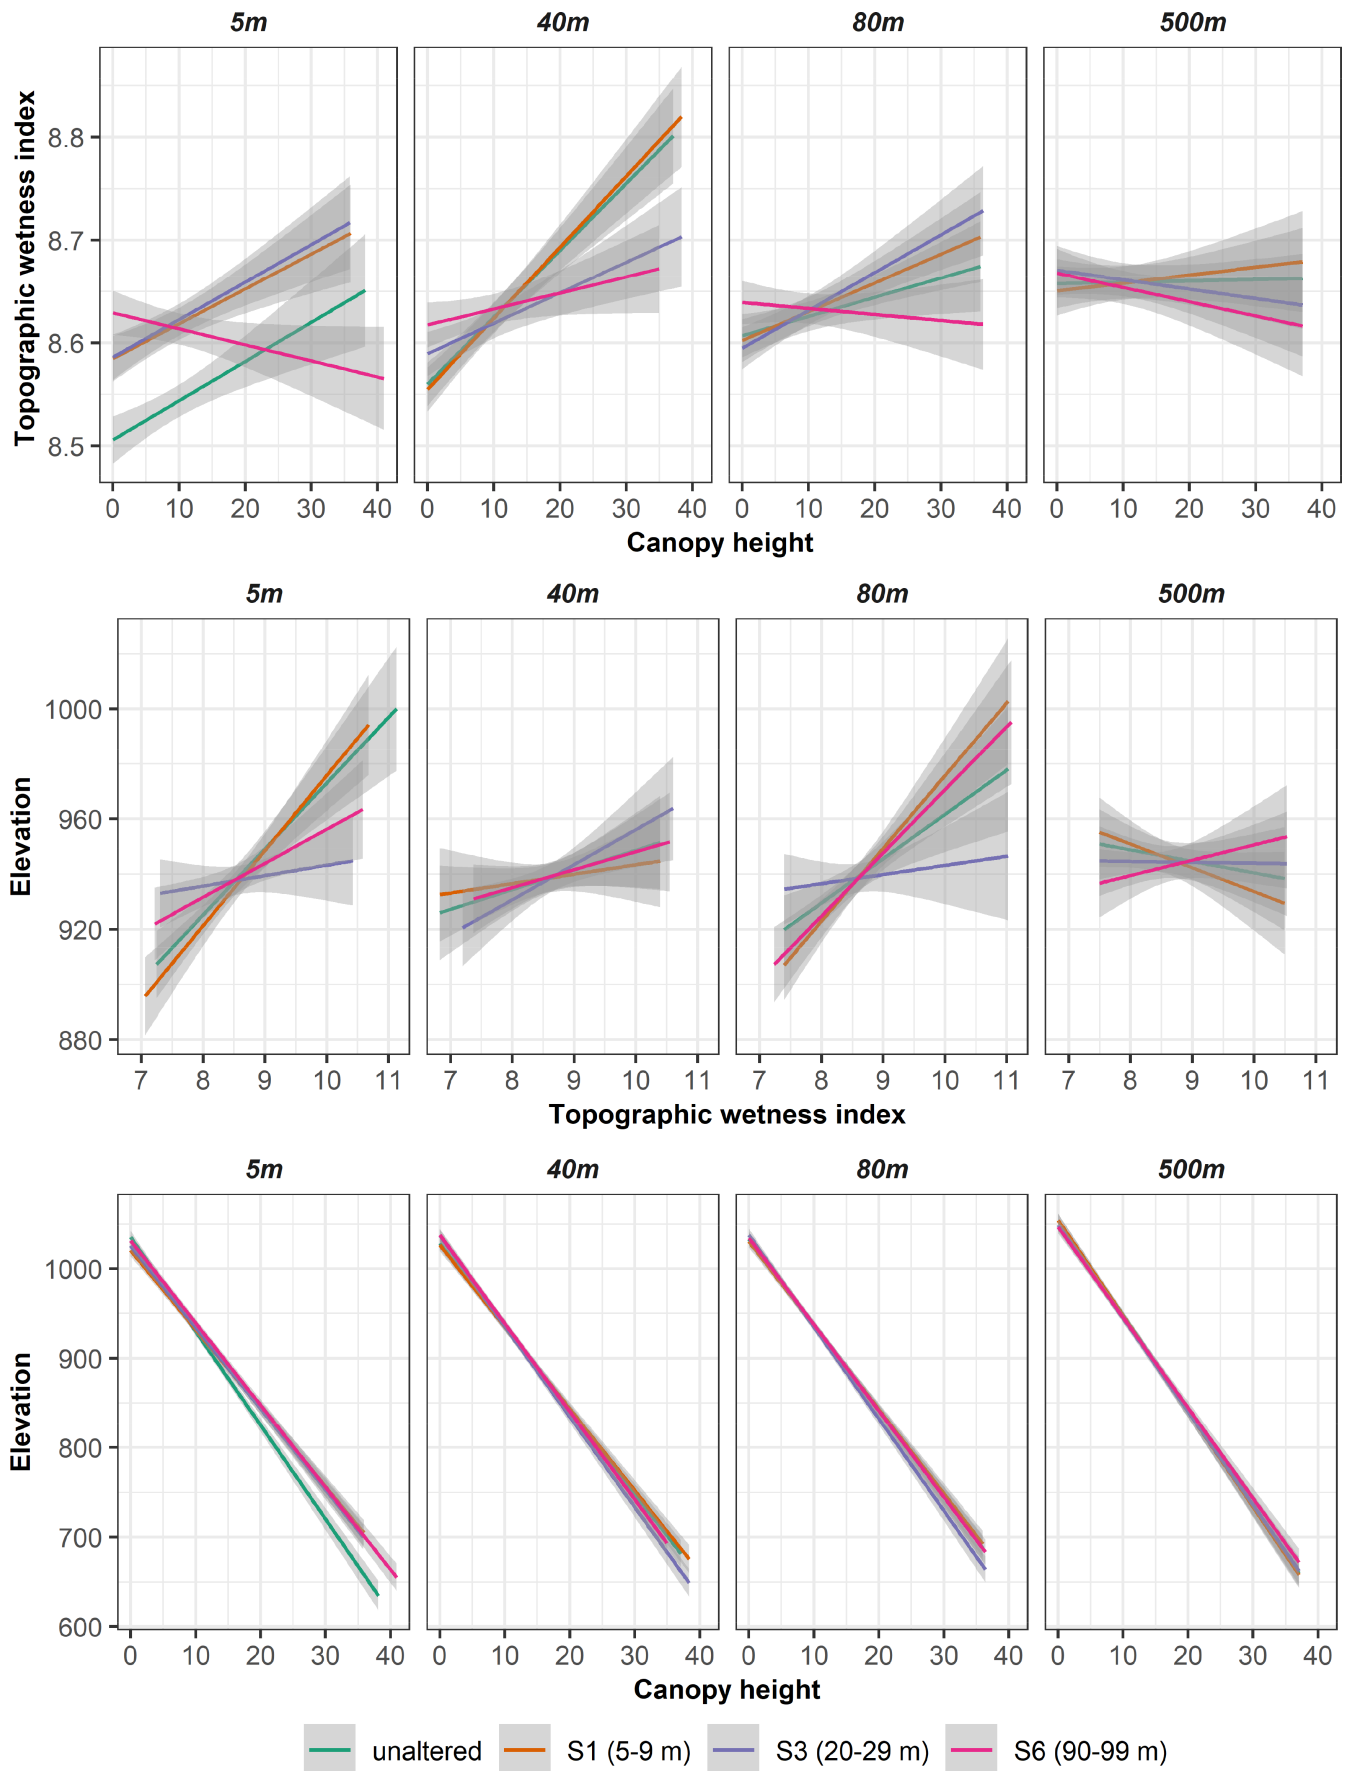 5m 40m 80m 500m
Topographic wetness index
8.8
8.7
8.6
8.5
0 10 20 30 40 0 10 20 30 40 0 10 20 30 40 0 10 20 30 40
Canopy height
5m 40m 80m 500m
Elevation
1000
960
920
880
7 8 9 10 11 7 8 9 10 11 7 8 9 10 11 7 8 9 10 11
Topographic wetness index
5m 40m 80m 500m
Elevation
1000
900
800
700
600
0 10 20 30 40 0 10 20 30 40 0 10 20 30 40 0 10 20 30 40
Canopy height
unaltered S1 (5-9 m) S3 (20-29 m) S6 (90-99 m)